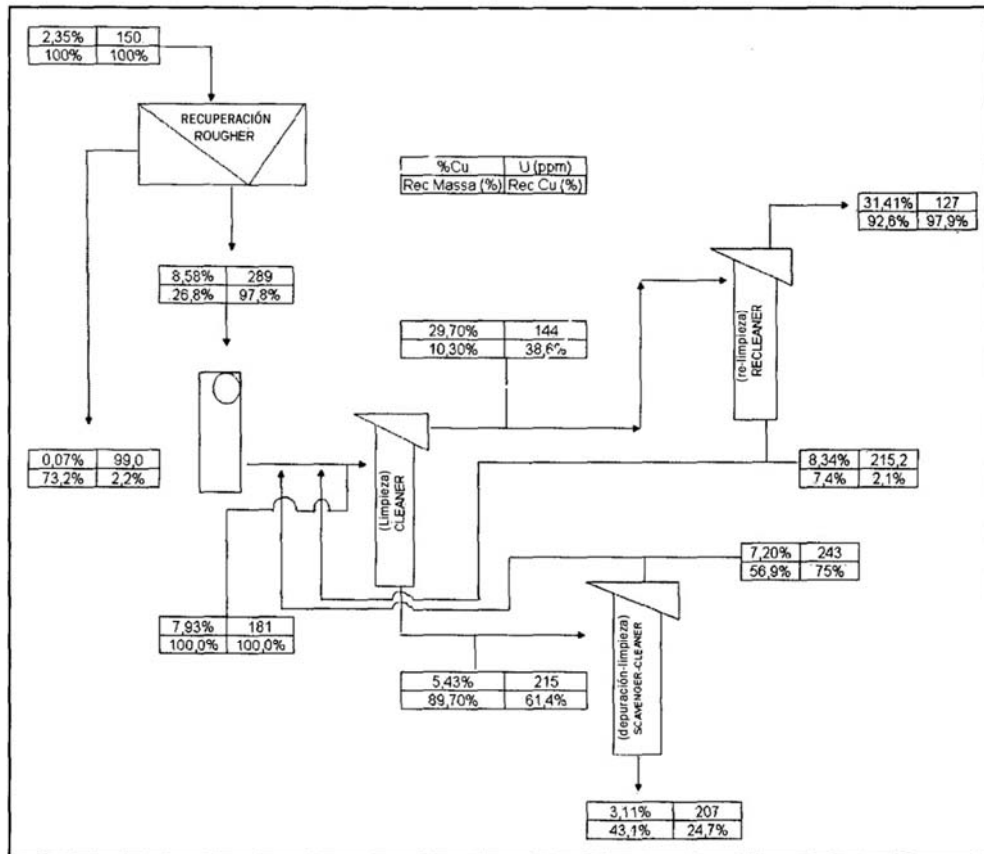 2,35% 150
100% 100%
RECUPERACIÓN
ROUGHER
%Cu U (ppm)
Rec Massa (%) Rec Cu (%)
31,41% 127
92,6% 97,9%
8,58% 289
26,8% 97,8%
29,70% 144
10,30% 38,6%
(re-limpieza)
RECLEANER
0,07% 99,0
73,2% 2,2%
(Limpieza)
CLEANER
8,34% 215,2
7,4% 2,1%
7,20% 243
56,9% 75%
7,93% 181
100,0% 100,0%
5,43% 215
89,70% 61,4%
(depuración-limpieza)
SCAVENGER-CLEANER
3,11% 207
43,1% 24,7%